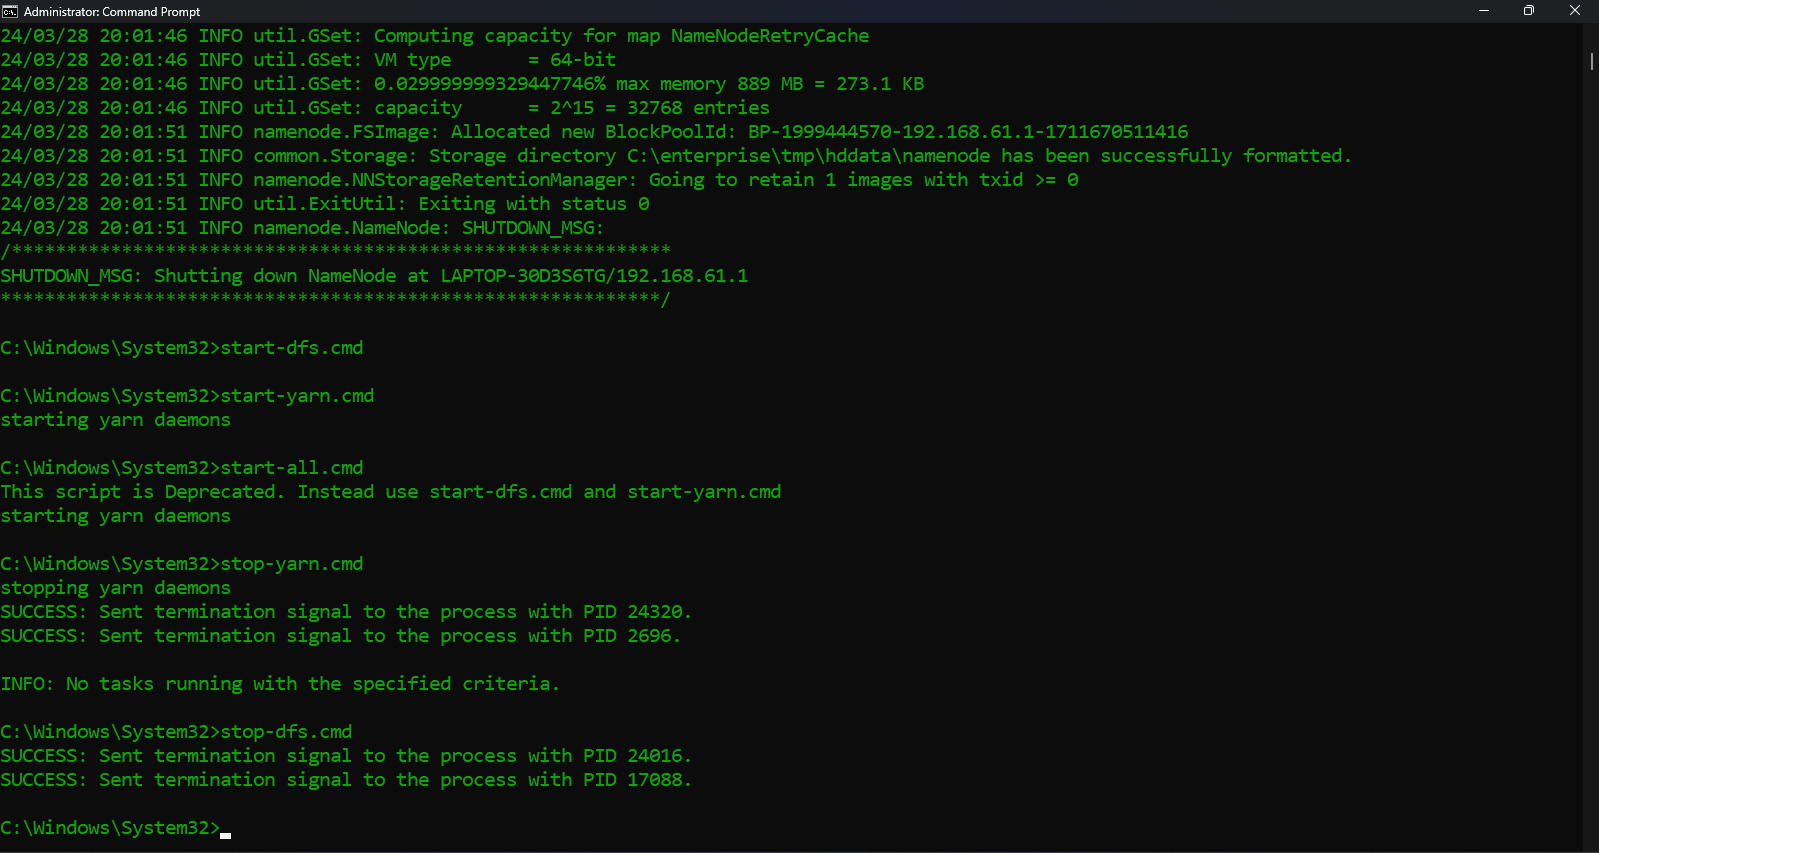 Administrator: Command Prompt
24/03/28 20:01:46 INFO util.GSet: Computing capacity for map NameNodeRetryCache
24/03/28 20:01:46 INFO util.GSet: VM type       = 64-bit
24/03/28 20:01:46 INFO util.GSet: 0.029999999329447746% max memory 889 MB = 273.1 KB
24/03/28 20:01:46 INFO util.GSet: capacity      = 2^15 = 32768 entries
24/03/28 20:01:51 INFO namenode.FSImage: Allocated new BlockPoolId: BP-1999444570-192.168.61.1-1711670511416
24/03/28 20:01:51 INFO common.Storage: Storage directory C:\enterprise\tmp\hddata\namenode has been successfully formatted.
24/03/28 20:01:51 INFO namenode.NNStorageRetentionManager: Going to retain 1 images with txid >= 0
24/03/28 20:01:51 INFO util.ExitUtil: Exiting with status 0
24/03/28 20:01:51 INFO namenode.NameNode: SHUTDOWN_MSG:
/************************************************************
SHUTDOWN_MSG: Shutting down NameNode at LAPTOP-30D3S6TG/192.168.61.1
************************************************************/
C:\Windows\System32>start-dfs.cmd
C:\Windows\System32>start-yarn.cmd
starting yarn daemons
C:\Windows\System32>start-all.cmd
This script is Deprecated. Instead use start-dfs.cmd and start-yarn.cmd
starting yarn daemons
C:\Windows\System32>stop-yarn.cmd
stopping yarn daemons
SUCCESS: Sent termination signal to the process with PID 24320.
SUCCESS: Sent termination signal to the process with PID 2696.
INFO: No tasks running with the specified criteria.
C:\Windows\System32>stop-dfs.cmd
SUCCESS: Sent termination signal to the process with PID 24016.
SUCCESS: Sent termination signal to the process with PID 17088.
C:\Windows\System32>